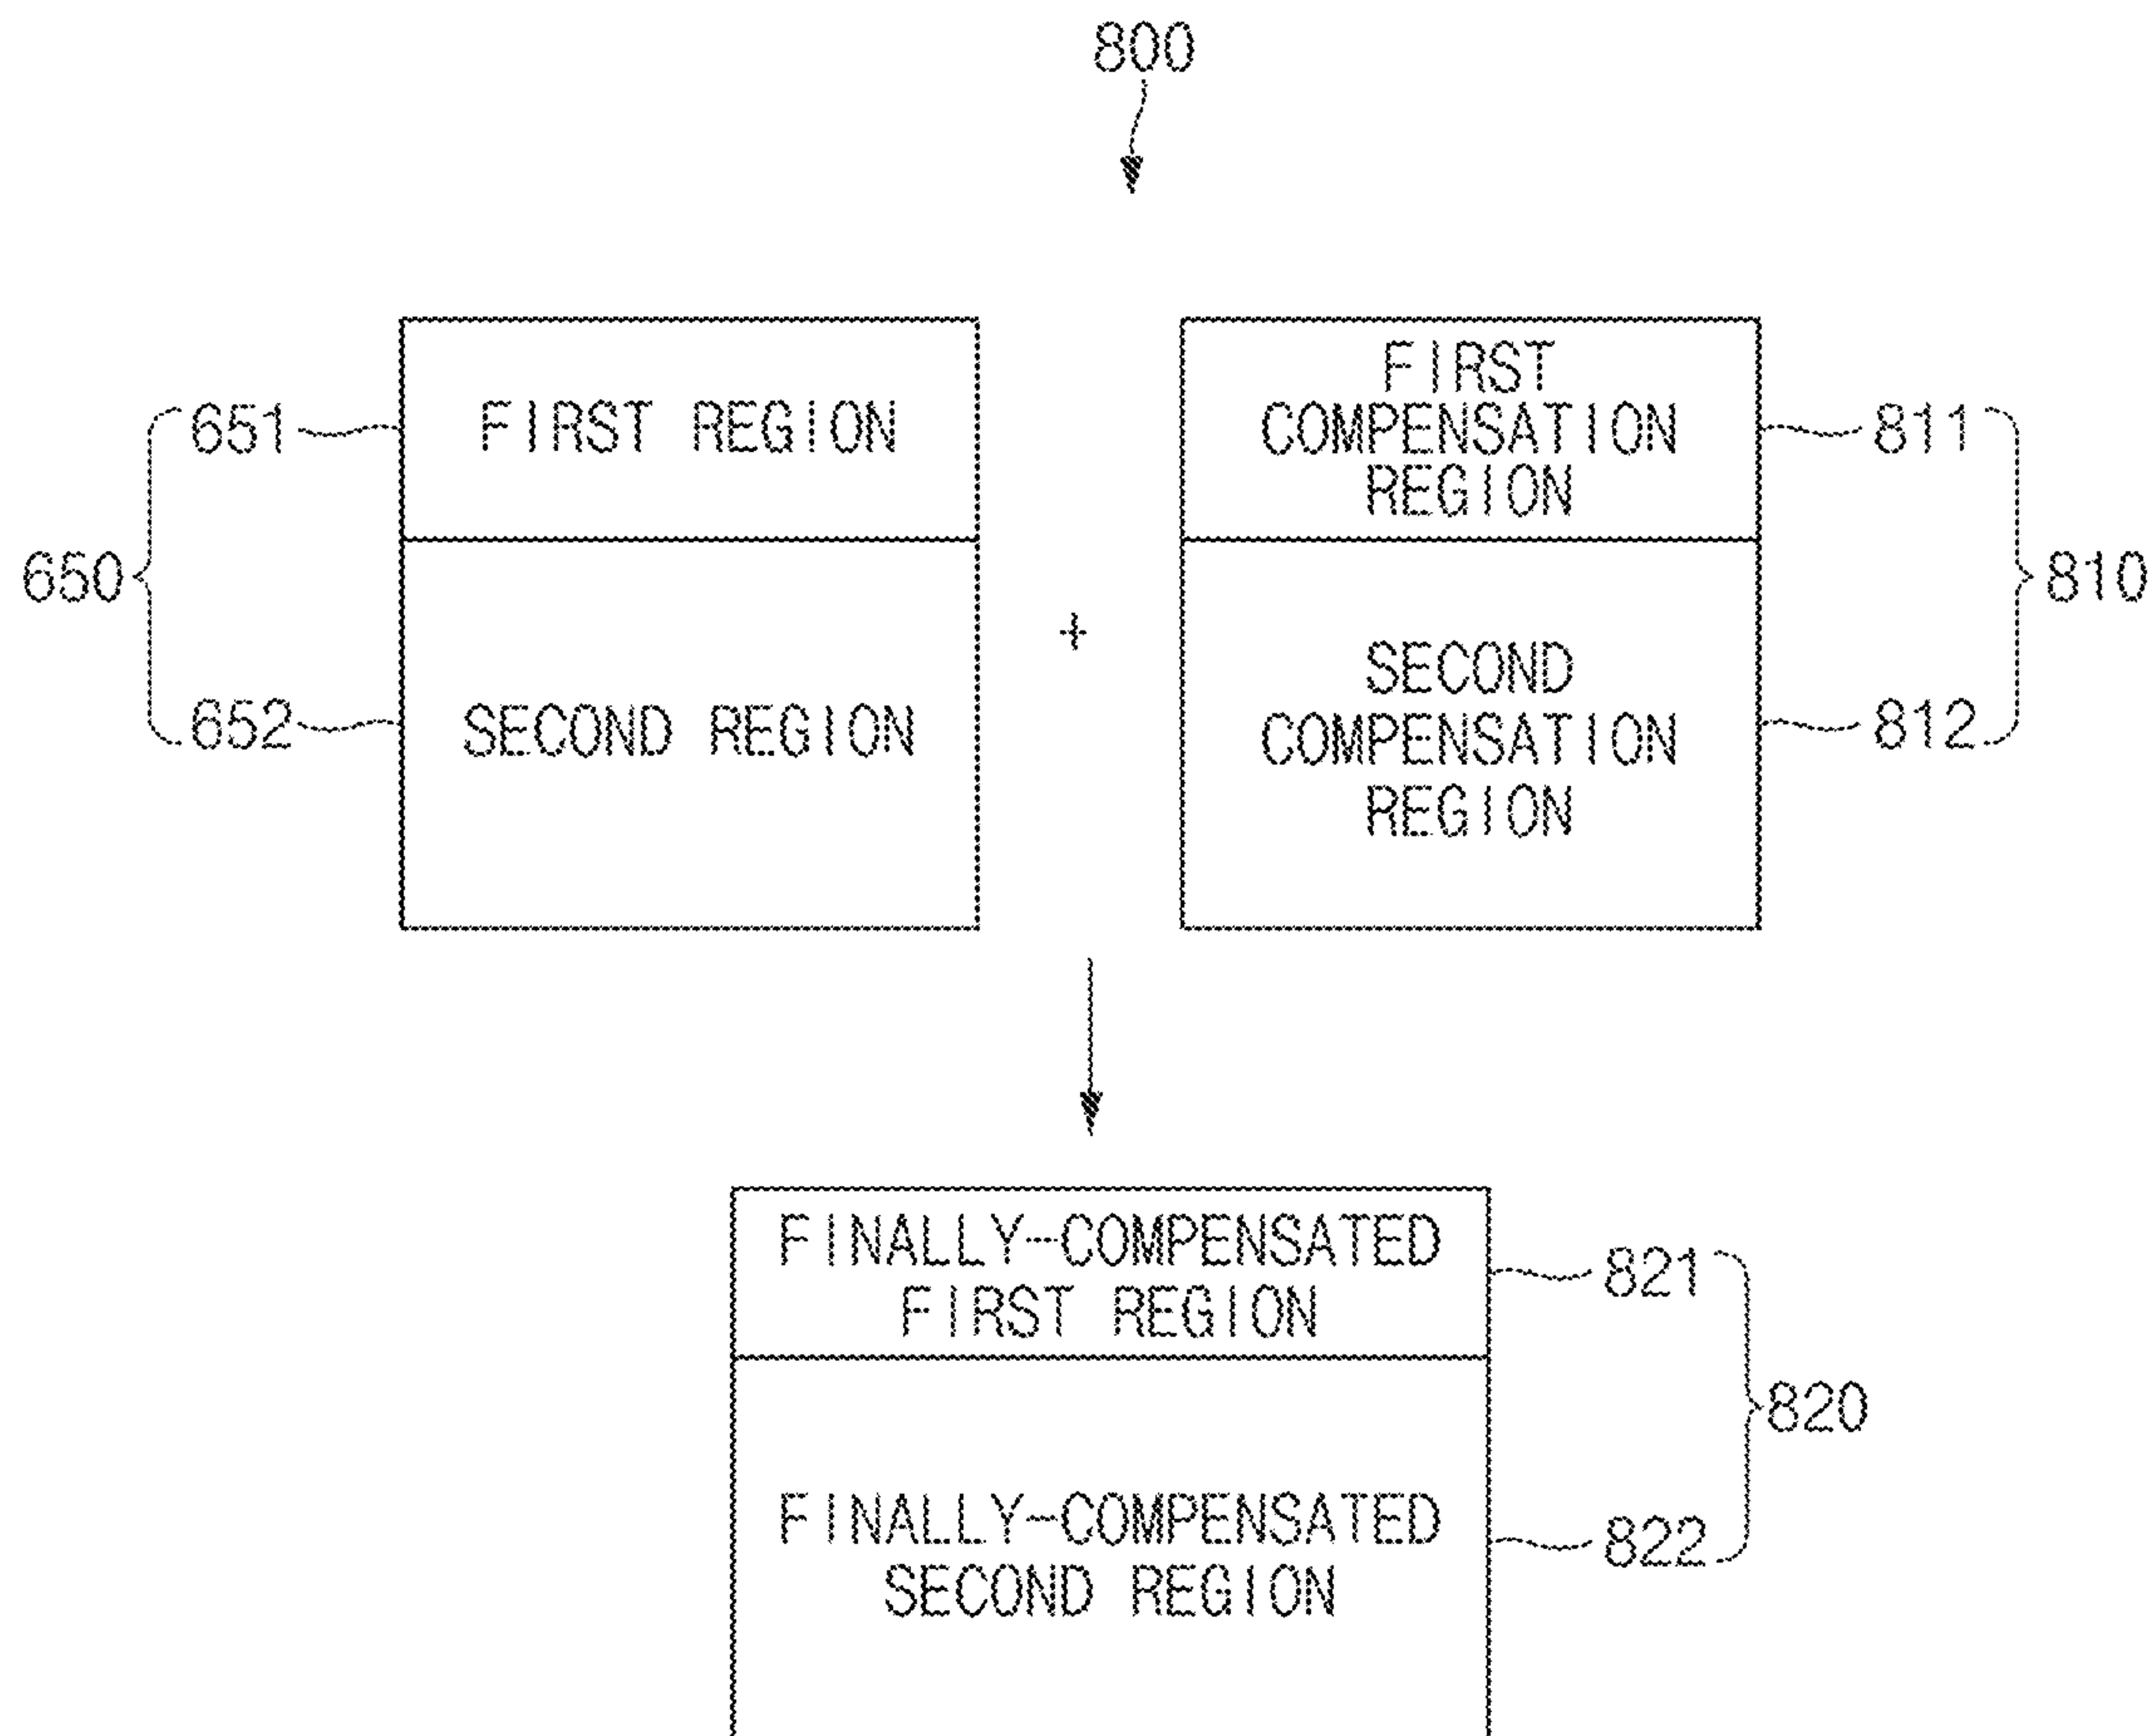 800
651
FIRST REGION
650
652
SECOND REGION
+
FIRST
COMPENSATION
REGION
811
810
SECOND
COMPENSATION
REGION
812
FINALLY-COMPENSATED
FIRST REGION
821
820
FINALLY-COMPENSATED
SECOND REGION
822